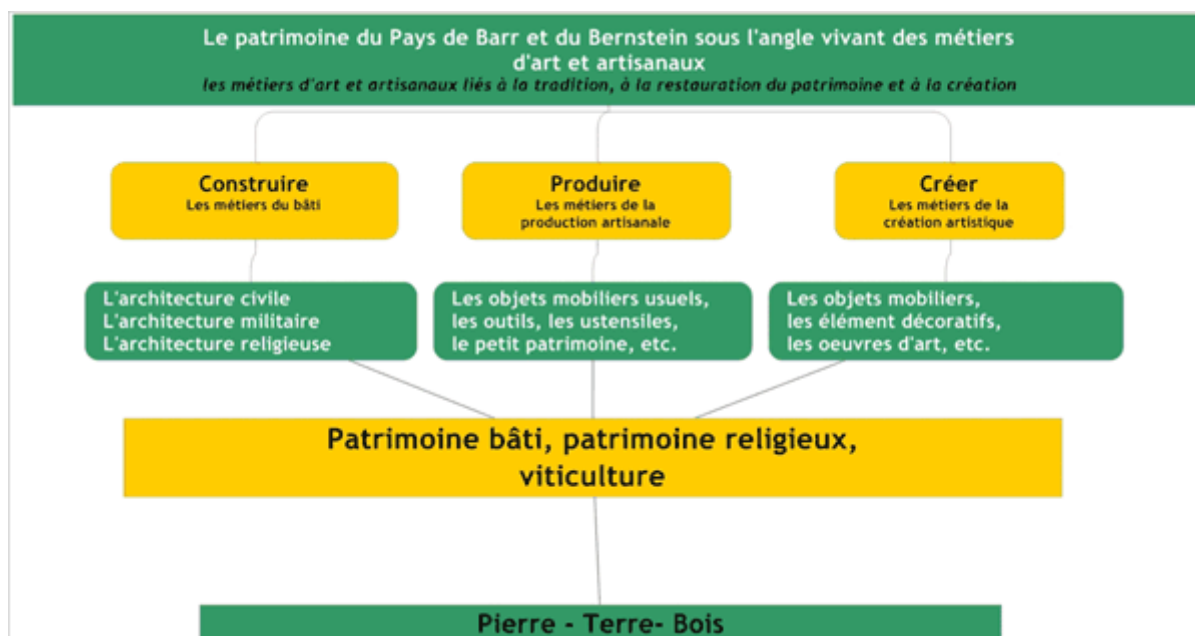 Le patrimoine du Pays de Barr et du Bernstein sous l'angle vivant des métiers
d'art et artisanaux
les métiers d'art et artisanaux liés à la tradition, à la restauration du patrimoine et à la création
Construire
Les métiers du bâti
Produire
Les métiers de la
production artisanale
Créer
Les métiers de la
création artistique
L'architecture civile
L'architecture militaire
L'architecture religieuse
Les objets mobiliers usuels,
les outils, les ustensiles,
le petit patrimoine, etc.
Les objets mobiliers,
les élément décoratifs,
les oeuvres d'art, etc.
Patrimoine bâti, patrimoine religieux,
viticulture
Pierre - Terre- Bois